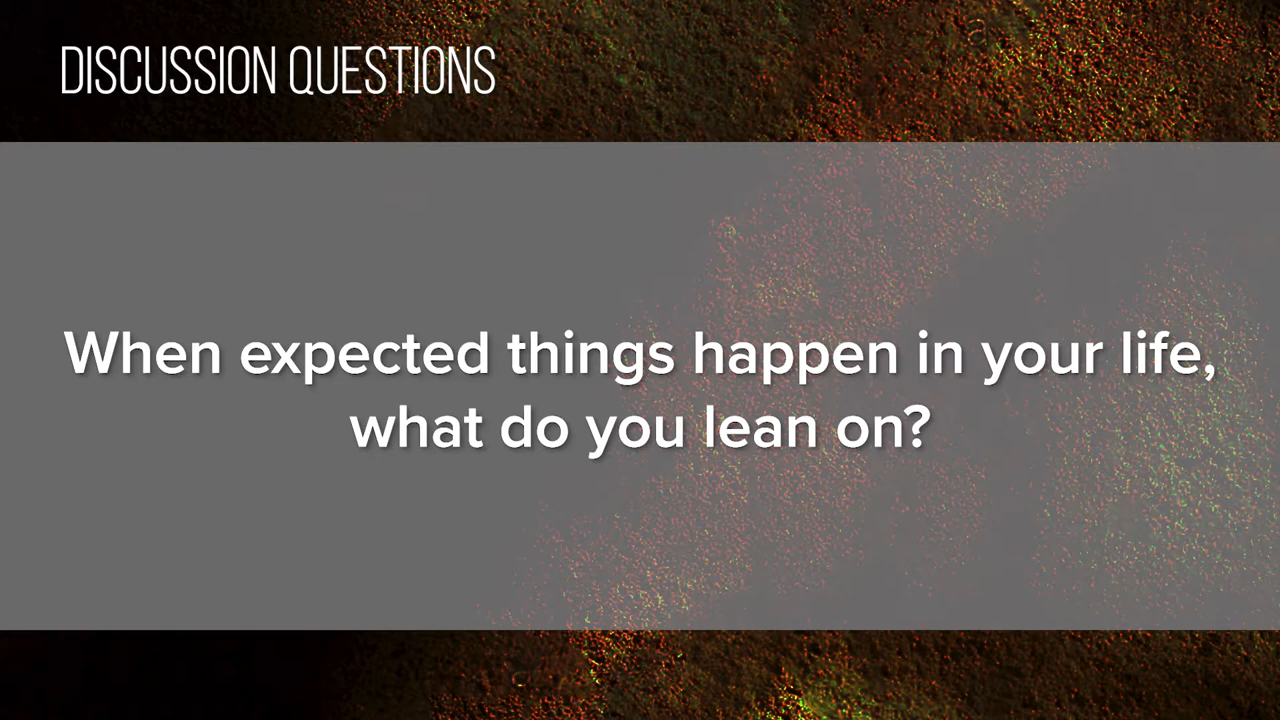 DISCUSSION QUESTIONS
When expected things happen in your life,
what do you lean on?